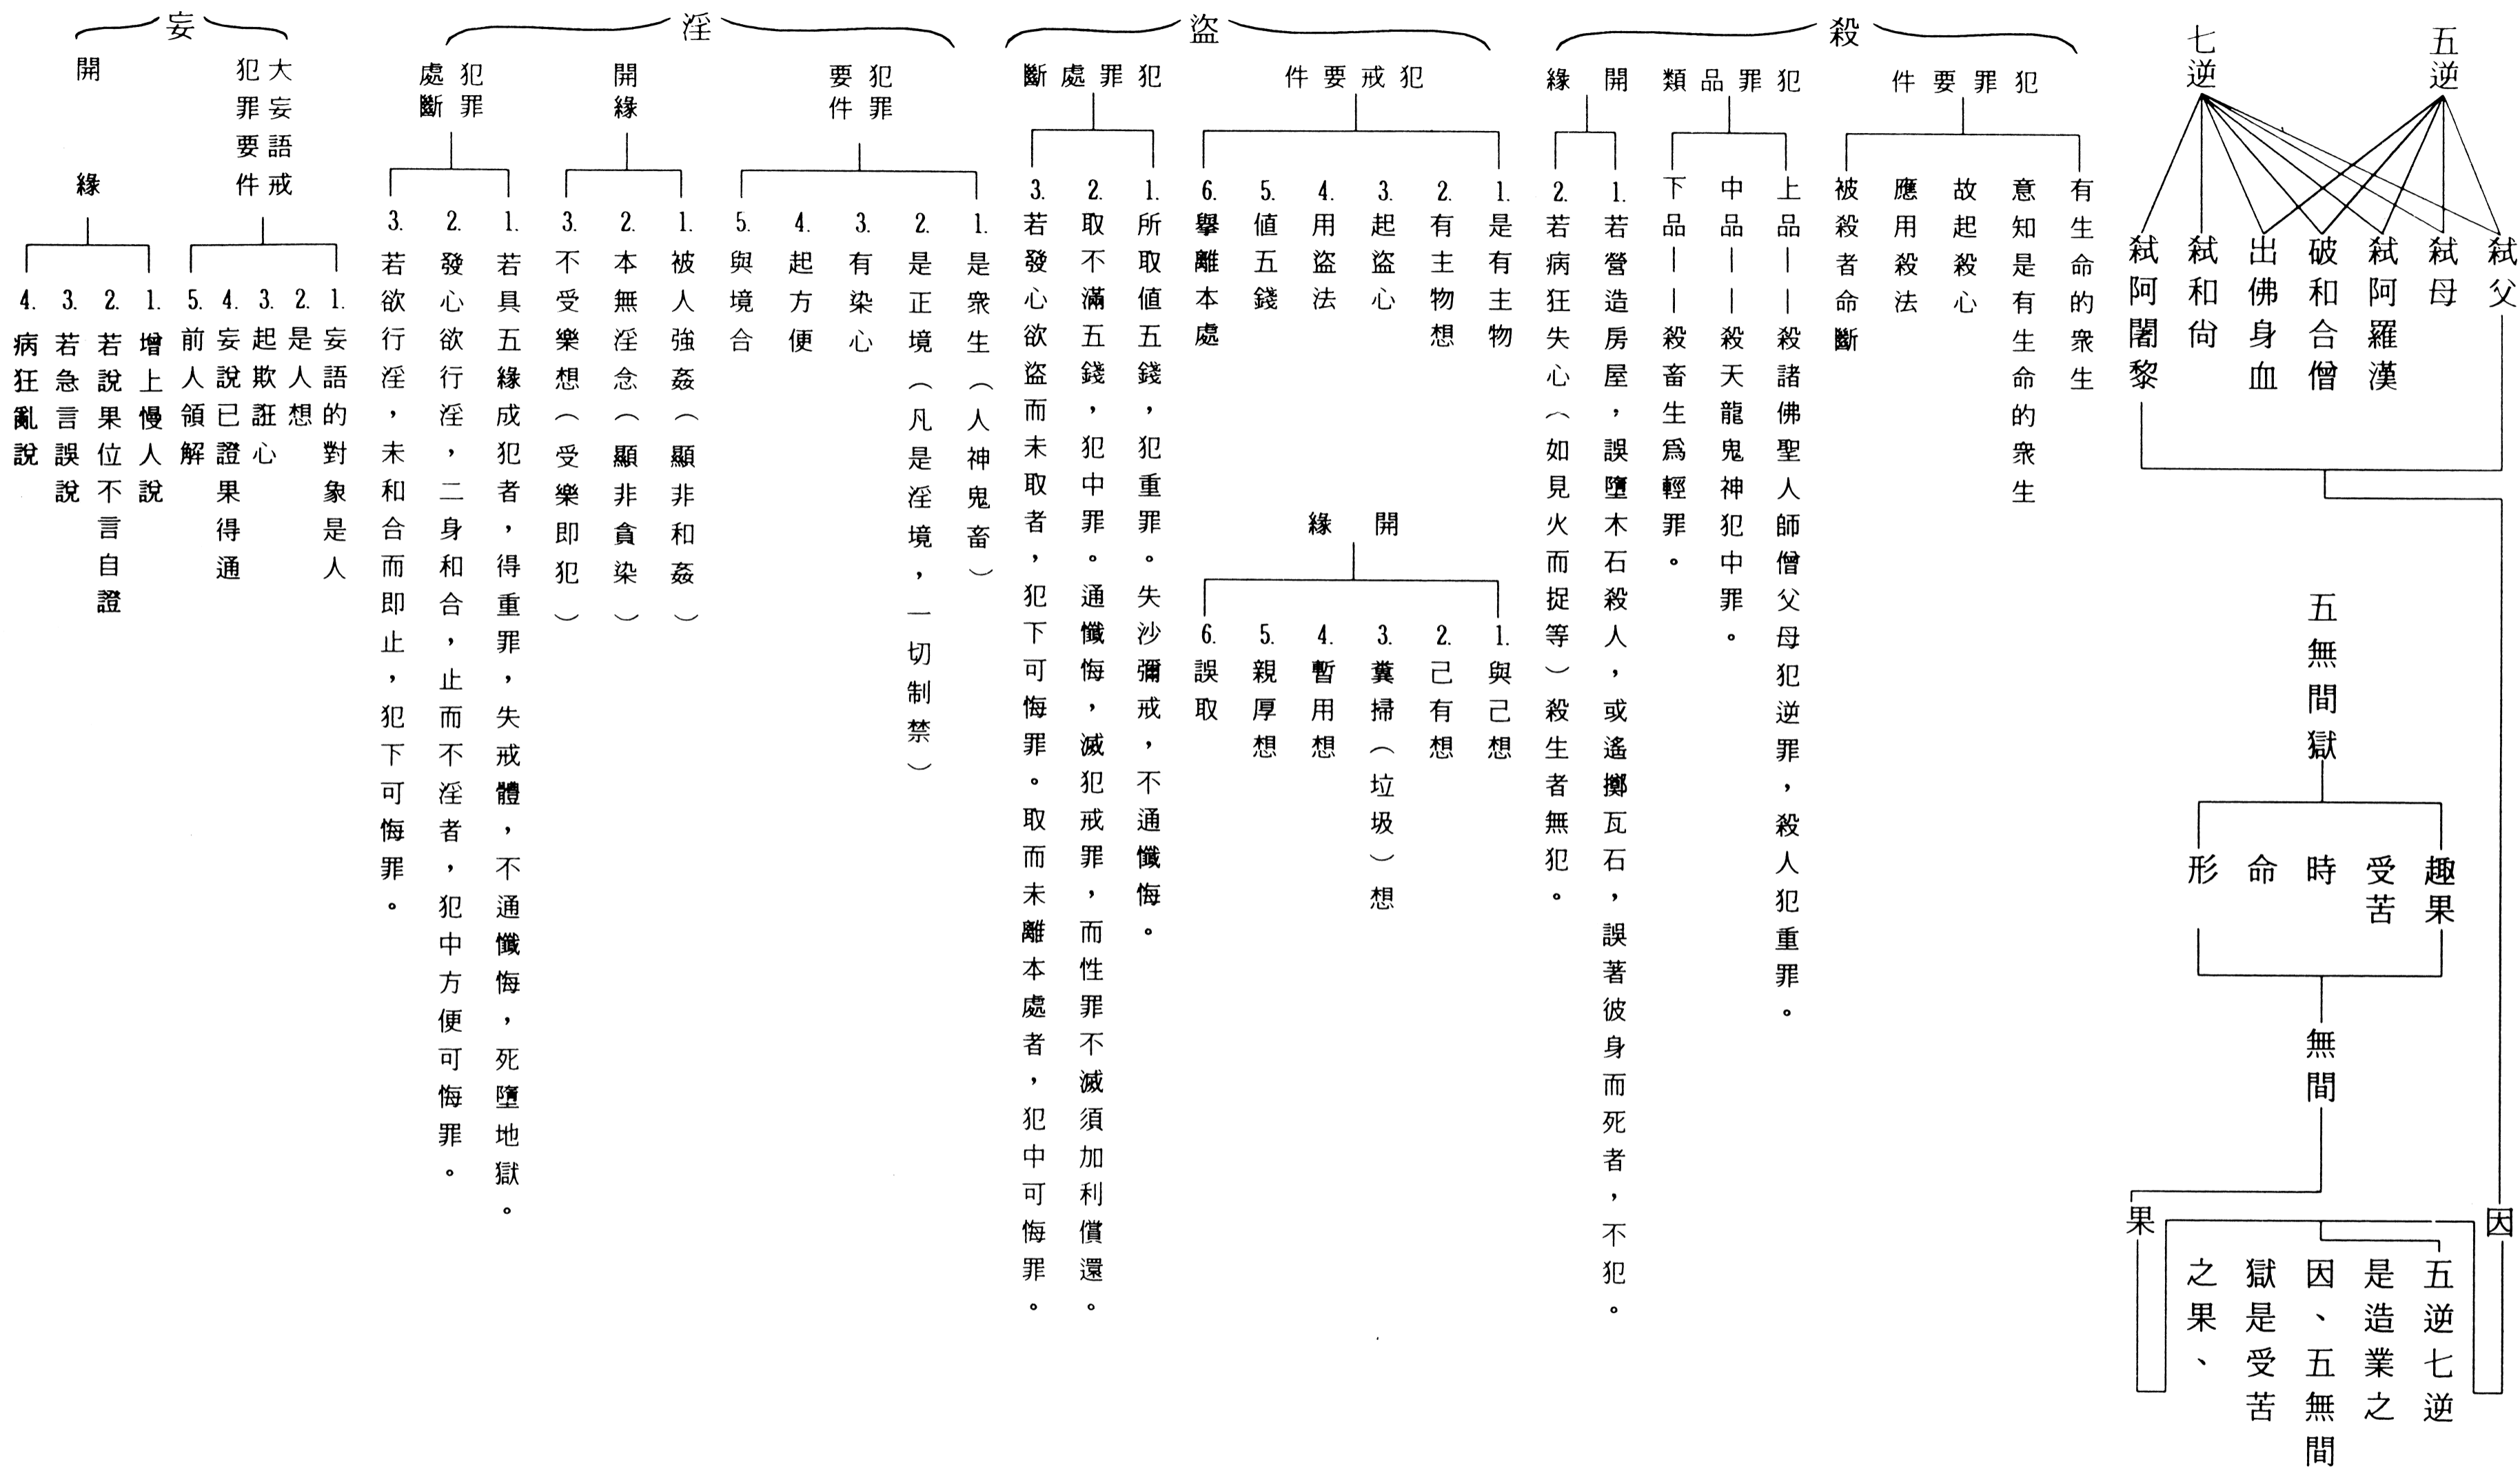 五逆
七逆
弒父
弒母
弒阿羅漢
破和合僧
出佛身血
弒和尙
弒阿闍黎
五無間獄
趣果
受苦
時
命
形
無間
因
果
五逆七逆
是造業之
因、五無間
獄是受苦
之果、
殺
犯罪要件
有生命的衆生
意知是有生命的衆生
故起殺心
應用殺法
被殺者命斷
犯罪品類
上品——殺諸佛聖人師僧父母犯逆罪，殺人犯重罪。
中品——殺天龍鬼神犯中罪。
下品——殺畜生爲輕罪。
開緣
1.若營造房屋，誤墮木石殺人，或遙擲瓦石，誤著彼身而死者，不犯。
2.若病狂失心（如見火而捉等）殺生者無犯。
盜
犯戒要件
1.是有主物
2.有主物想
3.起盜心
4.用盜法
5.値五錢
6.擧離本處
開緣
1.與己想
2.己有想
3.糞掃（垃圾）想
4.暫用想
5.親厚想
6.誤取
犯罪處斷
1.所取値五錢，犯重罪。失沙彌戒，不通懺悔。
2.取不滿五錢，犯中罪。通懺悔，滅犯戒罪，而性罪不滅須加利償還。
3.若發心欲盜而未取者，犯下可悔罪。取而未離本處者，犯中可悔罪。
淫
犯罪
要件
1.是衆生（人神鬼畜）
2.是正境（凡是淫境，一切制禁）
3.有染心
4.起方便
5.與境合
開緣
1.被人強姦（顯非和姦）
2.本無淫念（顯非貪染）
3.不受樂想（受樂即犯）
犯罪
處斷
1.若具五緣成犯者，得重罪，失戒體，不通懺悔，死墮地獄。
2.發心欲行淫，二身和合，止而不淫者，犯中方便可悔罪。
3.若欲行淫，未和合而即止，犯下可悔罪。
妄
大妄語戒
犯罪要件
1.妄語的對象是人
2.是人想
3.起欺誑心
4.妄說已證果得通
5.前人領解
開緣
1.增上慢人說
2.若說果位不言自證
3.若急言誤說
4.病狂亂說